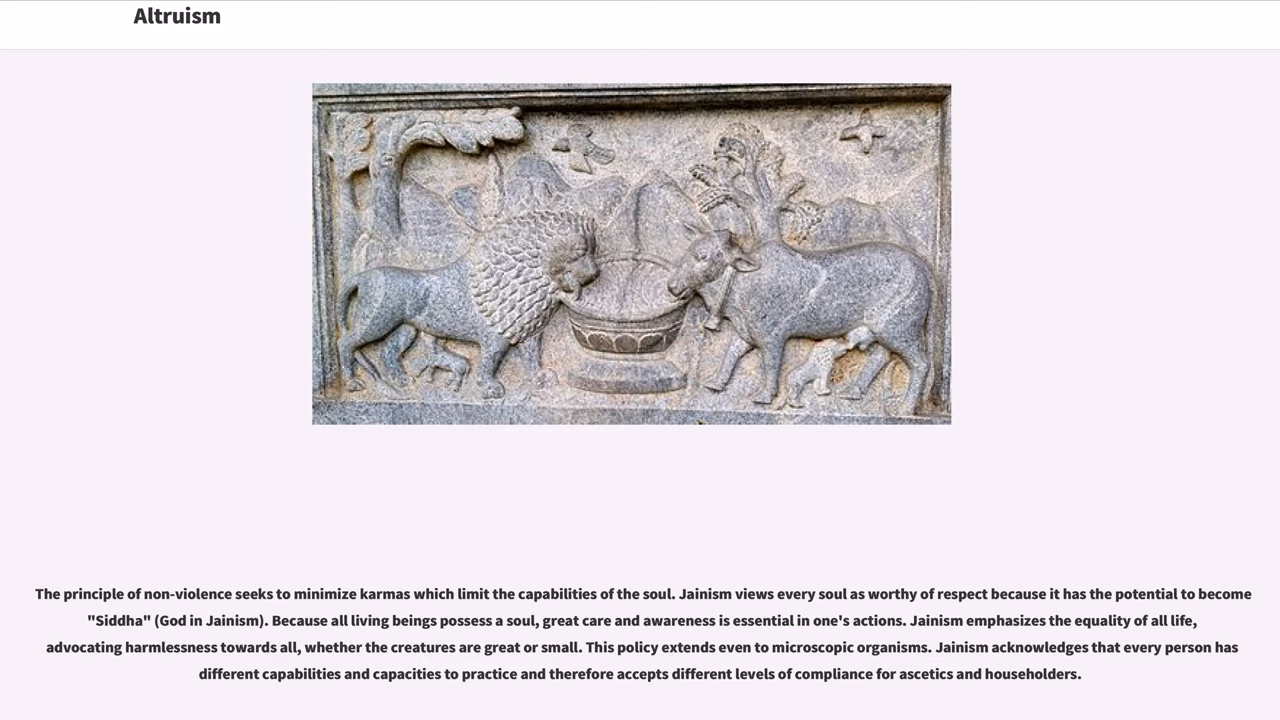 Altruism
The principle of non-violence seeks to minimize karmas which limit the capabilities of the soul. Jainism views every soul as worthy of respect because it has the potential to become
"Siddha" (God in Jainism). Because all living beings possess a soul, great care and awareness is essential in one's actions. Jainism emphasizes the equality of all life,
advocating harmlessness towards all, whether the creatures are great or small. This policy extends even to microscopic organisms. Jainism acknowledges that every person has
different capabilities and capacities to practice and therefore accepts different levels of compliance for ascetics and householders.